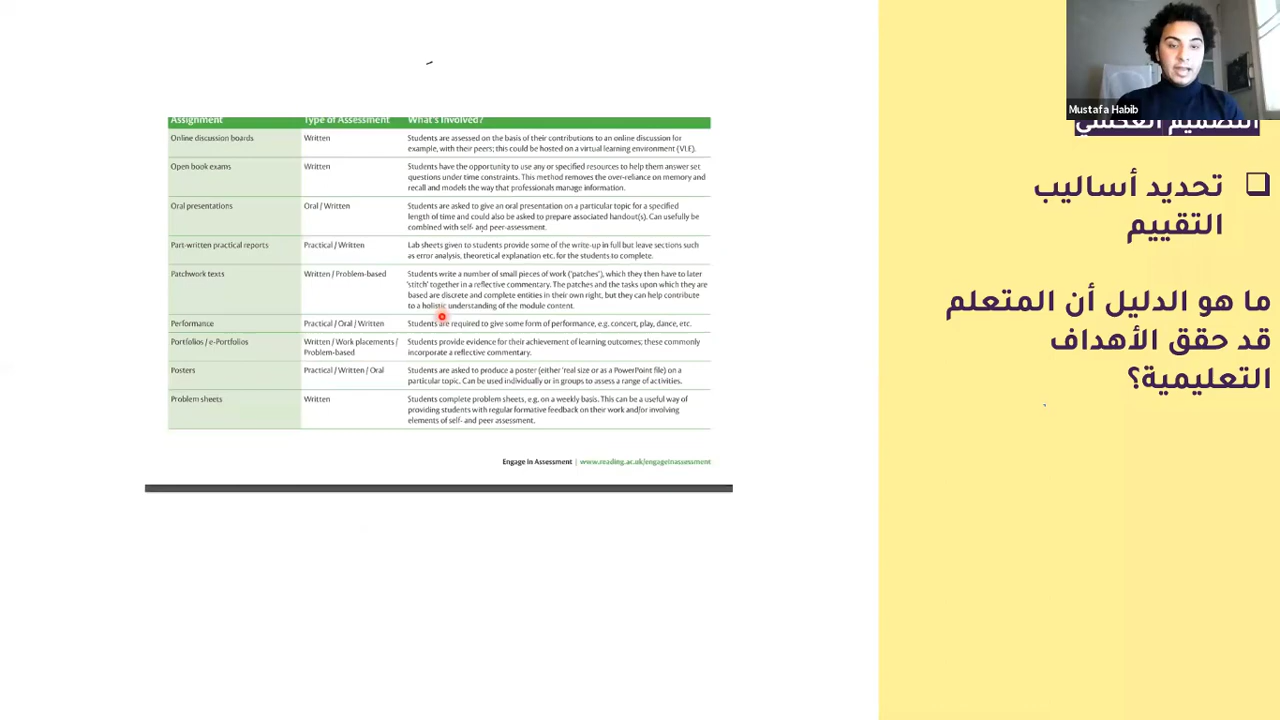 Mustafa Habib
التصميم العكسي
❑ تحديد أساليب
التقييم
ما هو الدليل أن المتعلم
قد حقق الأهداف
التعليمية؟
Assignment Type of Assessment What's Involved?
Online discussion boards Written Students are assessed on the basis of their contributions to an online discussion for
example, with their peers; this could be hosted on a virtual learning environment (VLE).
Open book exams Written Students have the opportunity to use any or specified resources to help them answer set
questions under time constraints. This method removes the over-reliance on memory and
recall and models the way that professionals manage information.
Oral presentations Oral / Written Students are asked to give an oral presentation on a particular topic for a specified
length of time and could also be asked to prepare associated handout(s). Can usefully be
combined with self- and peer-assessment.
Part-written practical reports Practical / Written Lab sheets given to students provide some of the write-up in full but leave sections such
as error analysis, theoretical explanation etc. for the students to complete.
Patchwork texts Written / Problem-based Students write a number of small pieces of work ('patches'), which they then have to later
'stitch' together in a reflective commentary. The patches and the tasks upon which they are
based are discrete and complete entities in their own right, but they can help contribute
to a holistic understanding of the module content.
Performance Practical / Oral / Written Students are required to give some form of performance, e.g. concert, play, dance, etc.
Portfolios / e-Portfolios Written / Work placements / Students provide evidence for their achievement of learning outcomes; these commonly
Problem-based incorporate a reflective commentary.
Posters Practical / Written / Oral Students are asked to produce a poster (either 'real size or as a PowerPoint file) on a
particular topic. Can be used individually or in groups to assess a range of activities.
Problem sheets Written Students complete problem sheets, e.g. on a weekly basis. This can be a useful way of
providing students with regular formative feedback on their work and/or involving
elements of self- and peer assessment.
Engage in Assessment | www.reading.ac.uk/engageinassessment